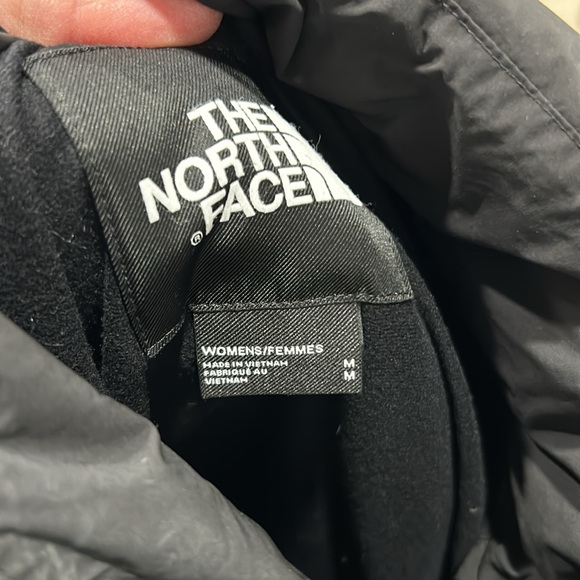 THE
NORTH
FACE
®
WOMENS/FEMMES M
MADE IN VIETNAM M
FABRIQUÉ AU
VIETNAM